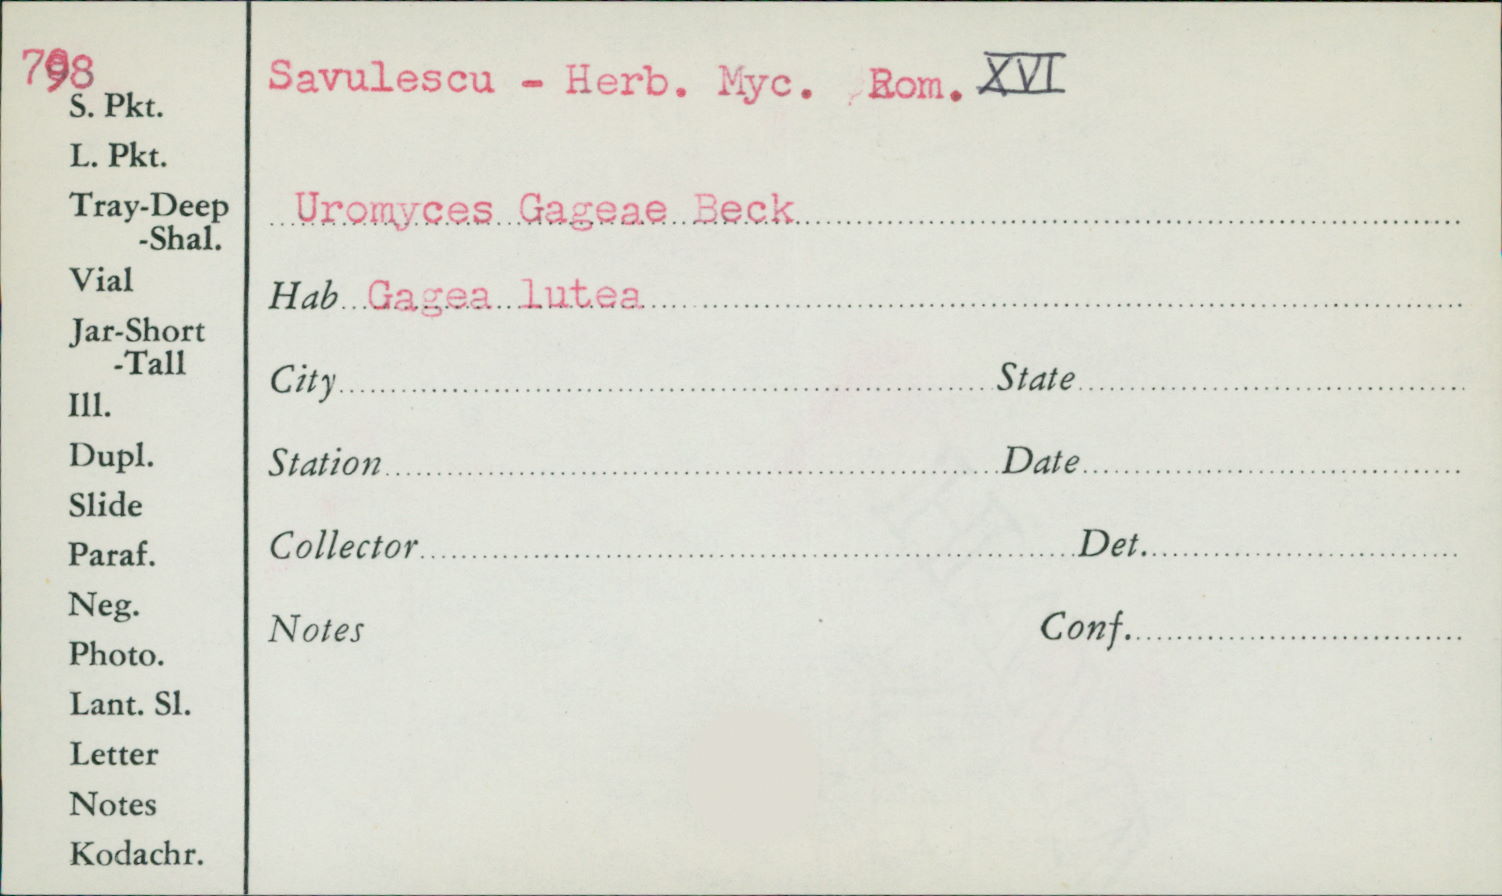 798
Savulescu - Herb. Myc. Rom. XVI
Uromyces Gageae Beck
Hab Gagea lutea
City State
Station Date
Collector Det.
Notes Conf.
S. Pkt.
L. Pkt.
Tray-Deep
-Shal.
Vial
Jar-Short
-Tall
Ill.
Dupl.
Slide
Paraf.
Neg.
Photo.
Lant. Sl.
Letter
Notes
Kodachr.